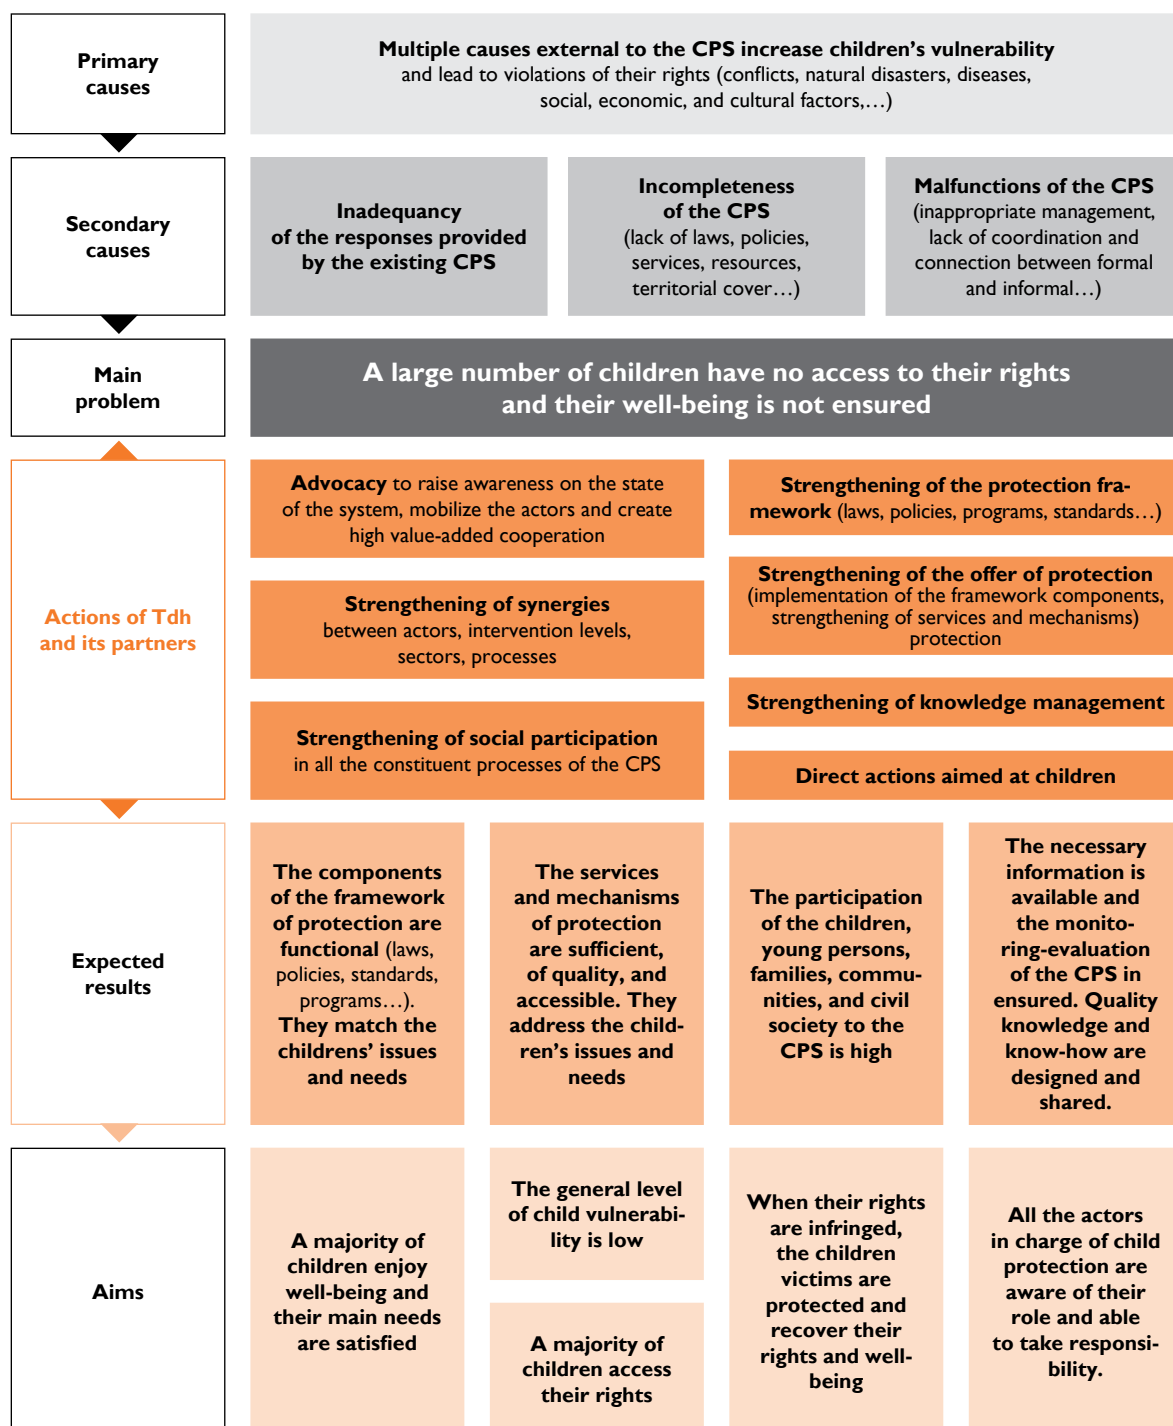 Primary
causes
Multiple causes external to the CPS increase children’s vulnerability
and lead to violations of their rights (conflicts, natural disasters, diseases,
social, economic, and cultural factors,…)
Secondary
causes
Inadequancy
of the responses provided
by the existing CPS
Incompleteness
of the CPS
(lack of laws, policies,
services, resources,
territorial cover…)
Malfunctions of the CPS
(inappropriate management,
lack of coordination and
connection between formal
and informal…)
Main
problem
A large number of children have no access to their rights
and their well-being is not ensured
Actions of Tdh
and its partners
Advocacy to raise awareness on the state
of the system, mobilize the actors and create
high value-added cooperation
Strengthening of synergies
between actors, intervention levels,
sectors, processes
Strengthening of social participation
in all the constituent processes of the CPS
Strengthening of the protection fra-
mework (laws, policies, programs, standards…)
Strengthening of the offer of protection
(implementation of the framework components,
strengthening of services and mechanisms)
protection
Strengthening of knowledge management
Direct actions aimed at children
Expected
results
The components
of the framework
of protection are
functional (laws,
policies, standards,
programs…).
They match the
childrens’ issues
and needs
The services
and mechanisms
of protection
are sufficient,
of quality, and
accessible. They
address the child-
ren’s issues and
needs
The participation
of the children,
young persons,
families, commu-
nities, and civil
society to the
CPS is high
The necessary
information is
available and
the monito-
ring-evaluation
of the CPS in
ensured. Quality
knowledge and
know-how are
designed and
shared.
Aims
A majority of
children enjoy
well-being and
their main needs
are satisfied
The general level
of child vulnerabi-
lity is low
A majority of
children access
their rights
When their rights
are infringed,
the children
victims are
protected and
recover their
rights and well-
being
All the actors
in charge of child
protection are
aware of their
role and able
to take responsi-
bility.